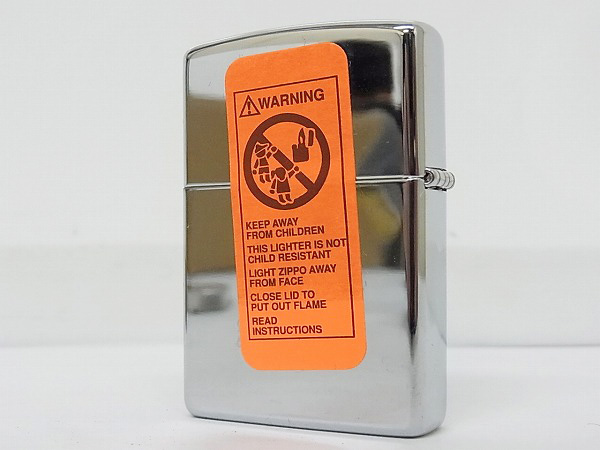 WARNING
KEEP AWAY
FROM CHILDREN
THIS LIGHTER IS NOT
CHILD RESISTANT
LIGHT ZIPPO AWAY
FROM FACE
CLOSE LID TO
PUT OUT FLAME
READ
INSTRUCTIONS